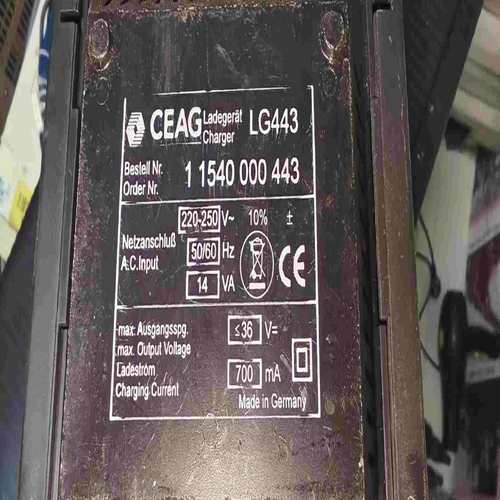 CEAG Ladegerät LG443
Charger
Bestell Nr. 1 1540 000 443
Order Nr.
220-250 V~ 10% ±
Netzanschluß 50/60 Hz
A.C.Input
14 VA
CE
max. Ausgangsspg. ≤36 V=
max. Output Voltage
Ladeström 700 mA
Charging Current
Made in Germany